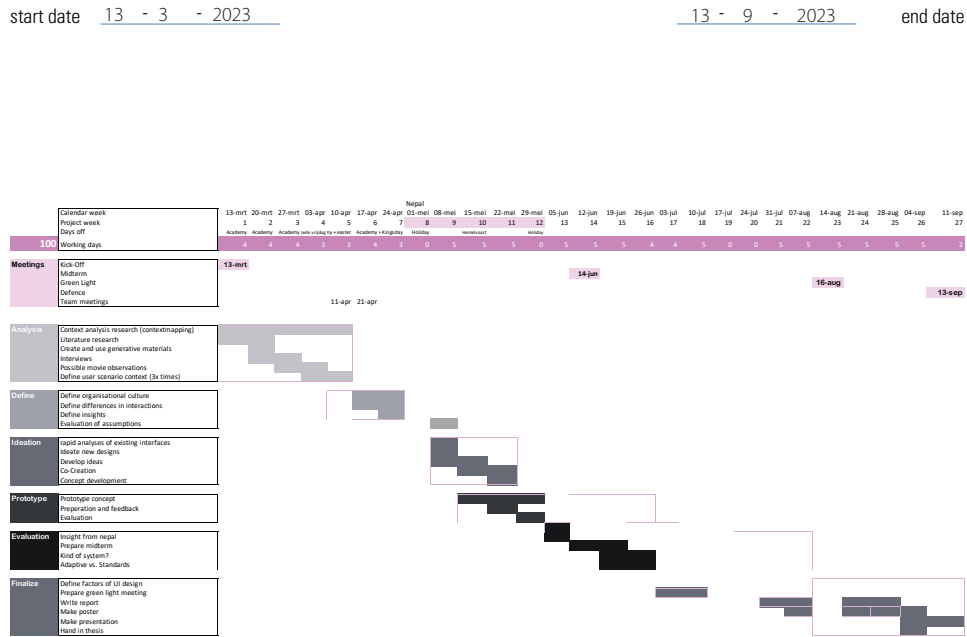 start date 13 - 3 - 2023 13 - 9 - 2023 end date
Nepal
Calendar week 13-mrt 20-mrt 27-mrt 03-apr 10-apr 17-apr 24-apr 01-mei 08-mei 15-mei 22-mei 29-mei 05-jun 12-jun 19-jun 26-jun 03-jul 10-jul 17-jul 24-jul 31-jul 07-aug 14-aug 21-aug 28-aug 04-sep 11-sep
Project week 1 2 3 4 5 6 7 8 9 10 11 12 13 14 15 16 17 18 19 20 21 22 23 24 25 26 27
Days off Academy Academy Academy Academy Kingsday Holiday Hemelvaart Holiday
100 Working days 4 4 4 3 3 4 3 0 5 5 5 0 5 5 5 4 4 5 0 0 5 5 5 5 5 5 2
Meetings Kick-Off 13-mrt
Midterm 14-jun
Green Light 16-aug
Defence 13-sep
Team meetings 11-apr 21-apr
Analysis Context analysis research (contextmapping)
Literature research
Create and use generative materials
Interviews
Possible movie observations
Define user scenario context (3x times)
Define Define organisational culture
Define differences in interactions
Define insights
Evaluation of assumptions
Ideation rapid analyses of existing interfaces
Ideate new designs
Develop ideas
Co-Creation
Concept development
Prototype Prototype concept
Preperation and feedback
Evaluation
Evaluation Insight from nepal
Prepare midterm
Kind of system?
Adaptive vs. Standards
Finalize Define factors of UI design
Prepare green light meeting
Write report
Make poster
Make presentation
Hand in thesis